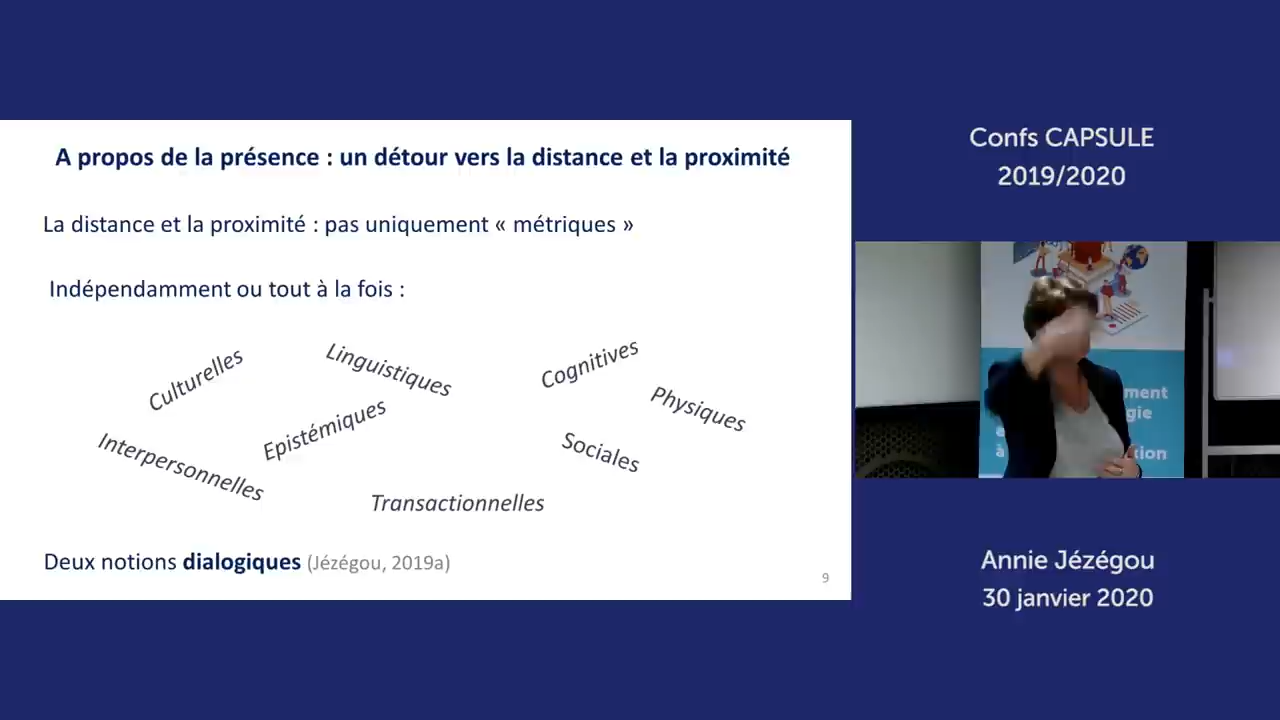 A propos de la présence : un détour vers la distance et la proximité
La distance et la proximité : pas uniquement « métriques »
Indépendamment ou tout à la fois :
Culturelles
Linguistiques
Cognitives
Physiques
Interpersonnelles
Epistémiques
Sociales
Transactionnelles
Deux notions dialogiques (Jézégou, 2019a)
9
Confs CAPSULE
2019/2020
Annie Jézégou
30 janvier 2020